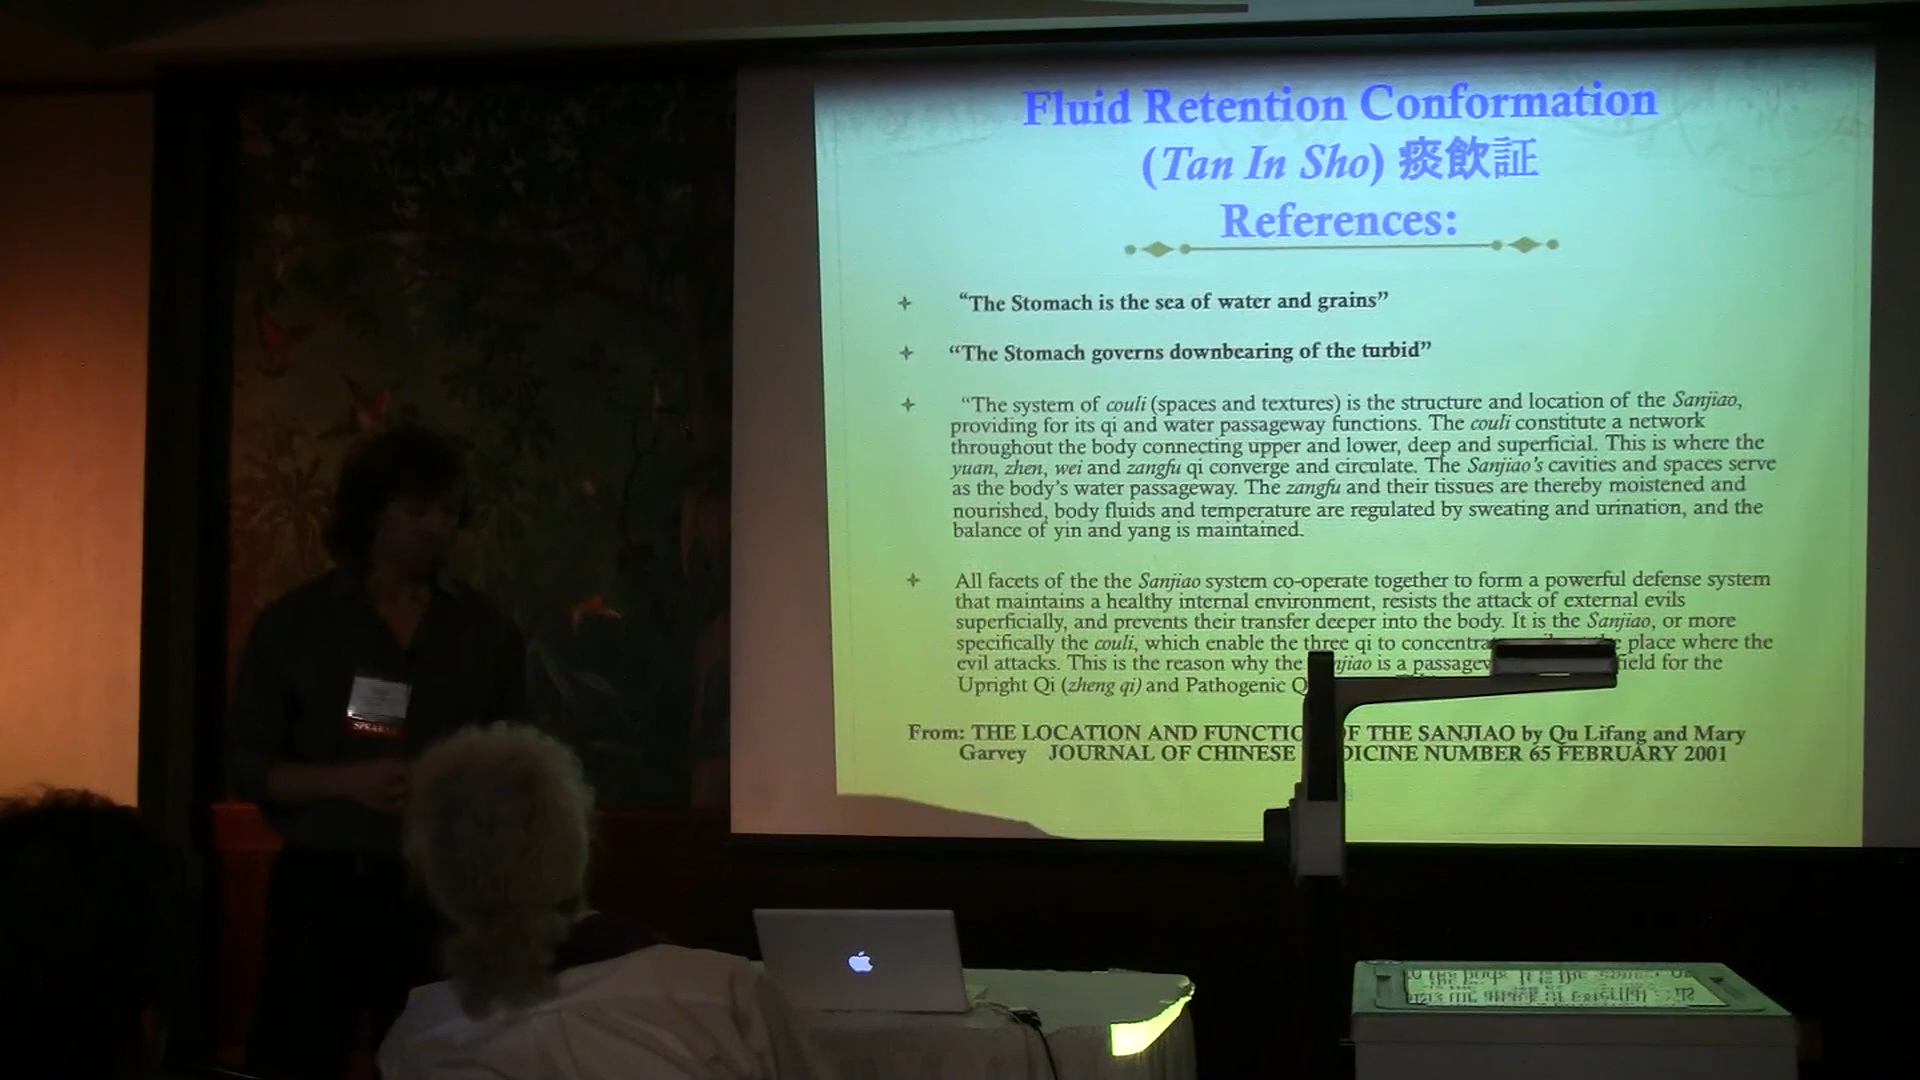 Fluid Retention Conformation
(Tan In Sho) 痰飲証
References:
“The Stomach is the sea of water and grains”
“The Stomach governs downbearing of the turbid”
“The system of couli (spaces and textures) is the structure and location of the Sanjiao,
providing for its qi and water passageway functions. The couli constitute a network
throughout the body connecting upper and lower, deep and superficial. This is where the
yuan, zhen, wei and zangfu qi converge and circulate. The Sanjiao’s cavities and spaces serve
as the body’s water passageway. The zangfu and their tissues are thereby moistened and
nourished, body fluids and temperature are regulated by sweating and urination, and the
balance of yin and yang is maintained.
All facets of the the Sanjiao system co-operate together to form a powerful defense system
that maintains a healthy internal environment, resists the attack of external evils
superficially, and prevents their transfer deeper into the body. It is the Sanjiao, or more
specifically the couli, which enable the three qi to place where the
evil attacks. This is the reason why the is a for the
Upright Qi (zheng qi) and Pathogenic
From: THE LOCATION AND THE SANJIAO by Qu Lifang and Mary
Garvey JOURNAL OF CHINESE NUMBER 65 FEBRUARY 2001
SPEAKER